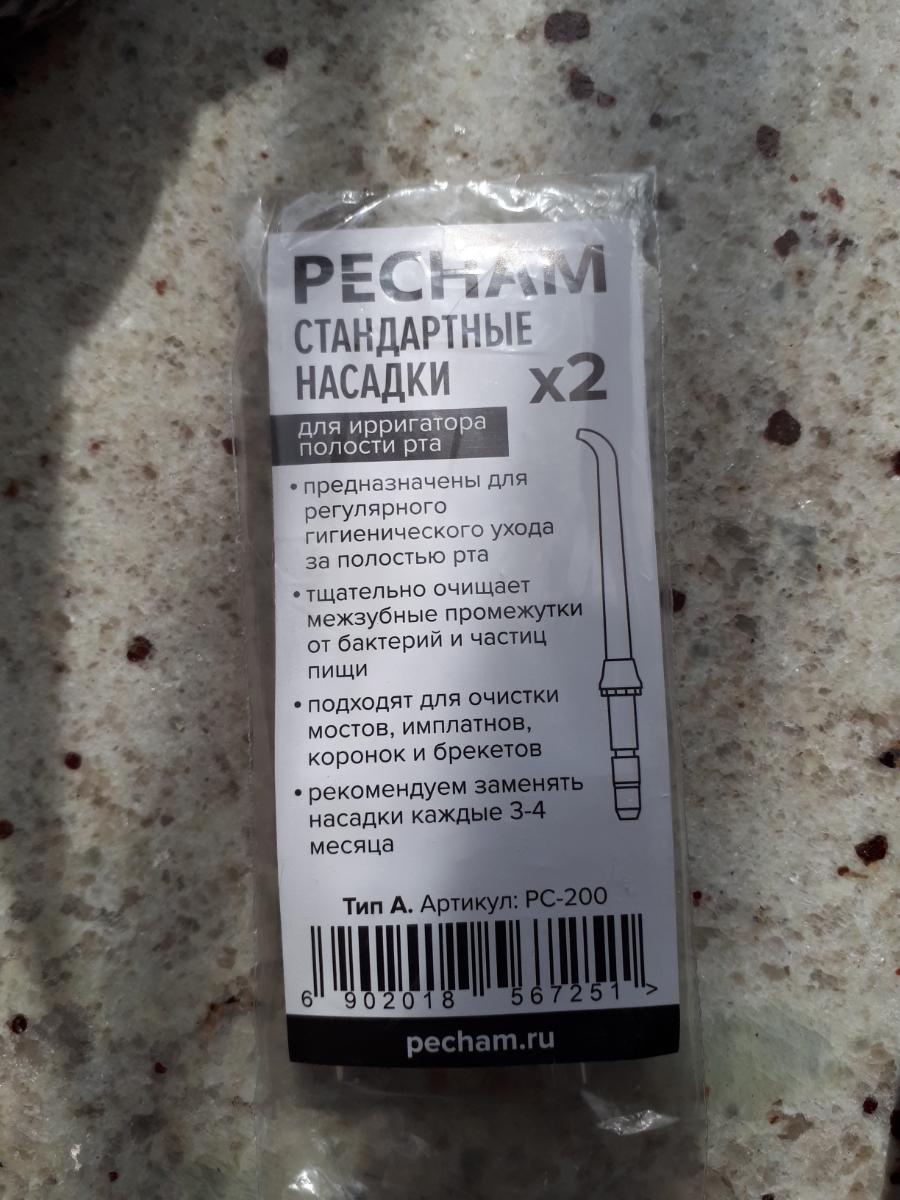 PECHAM
СТАНДАРТНЫЕ
НАСАДКИ x2
для ирригатора
полости рта
• предназначены для
регулярного
гигиенического ухода
за полостью рта
• тщательно очищает
межзубные промежутки
от бактерий и частиц
пищи
• подходят для очистки
мостов, имплатнов,
коронок и брекетов
• рекомендуем заменять
насадки каждые 3-4
месяца
Тип А. Артикул: PC-200
6 902018 567251 >
pecham.ru